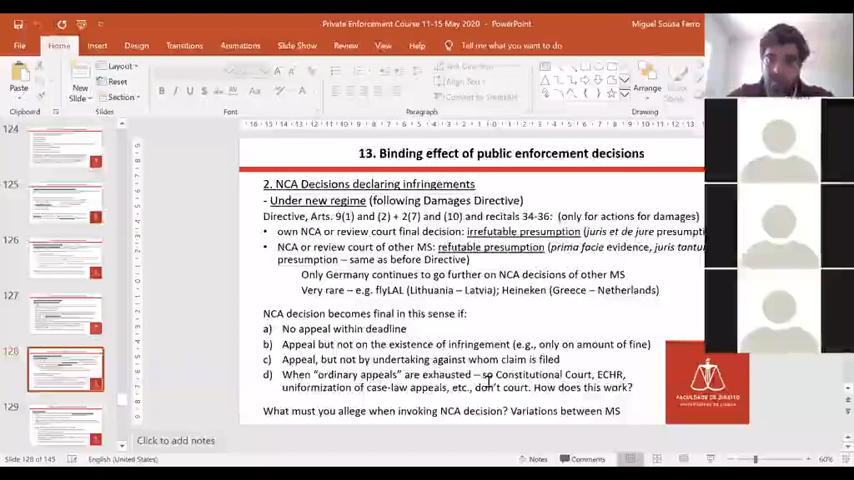 Private Enforcement Course 11-15 May 2020 - PowerPoint
Miguel Sousa Ferro
File
Home
Insert
Design
Transitions
Animations
Slide Show
Review
View
Help
Tell me what you want to do
Paste
Clipboard
New
Slide
Layout
Reset
Section
Slides
Font
Text Direction
Align Text
Convert to SmartArt
Paragraph
Arrange
Drawing
124
125
126
127
128
129
13. Binding effect of public enforcement decisions
2. NCA Decisions declaring infringements
- Under new regime (following Damages Directive)
Directive, Arts. 9(1) and (2) + 2(7) and (10) and recitals 34-36: (only for actions for damages)
• own NCA or review court final decision: irrefutable presumption (juris et de jure presumpti
• NCA or review court of other MS: refutable presumption (prima facie evidence, juris tantu
presumption – same as before Directive)
Only Germany continues to go further on NCA decisions of other MS
Very rare – e.g. flyLAL (Lithuania – Latvia); Heineken (Greece – Netherlands)
NCA decision becomes final in this sense if:
a) No appeal within deadline
b) Appeal but not on the existence of infringement (e.g., only on amount of fine)
c) Appeal, but not by undertaking against whom claim is filed
d) When “ordinary appeals” are exhausted – so Constitutional Court, ECHR,
uniformization of case-law appeals, etc., don’t court. How does this work?
What must you allege when invoking NCA decision? Variations between MS
FACULDADE DE DIREITO
UNIVERSIDADE DE LISBOA
Click to add notes
Slide 128 of 145
English (United States)
Notes
Comments
60%